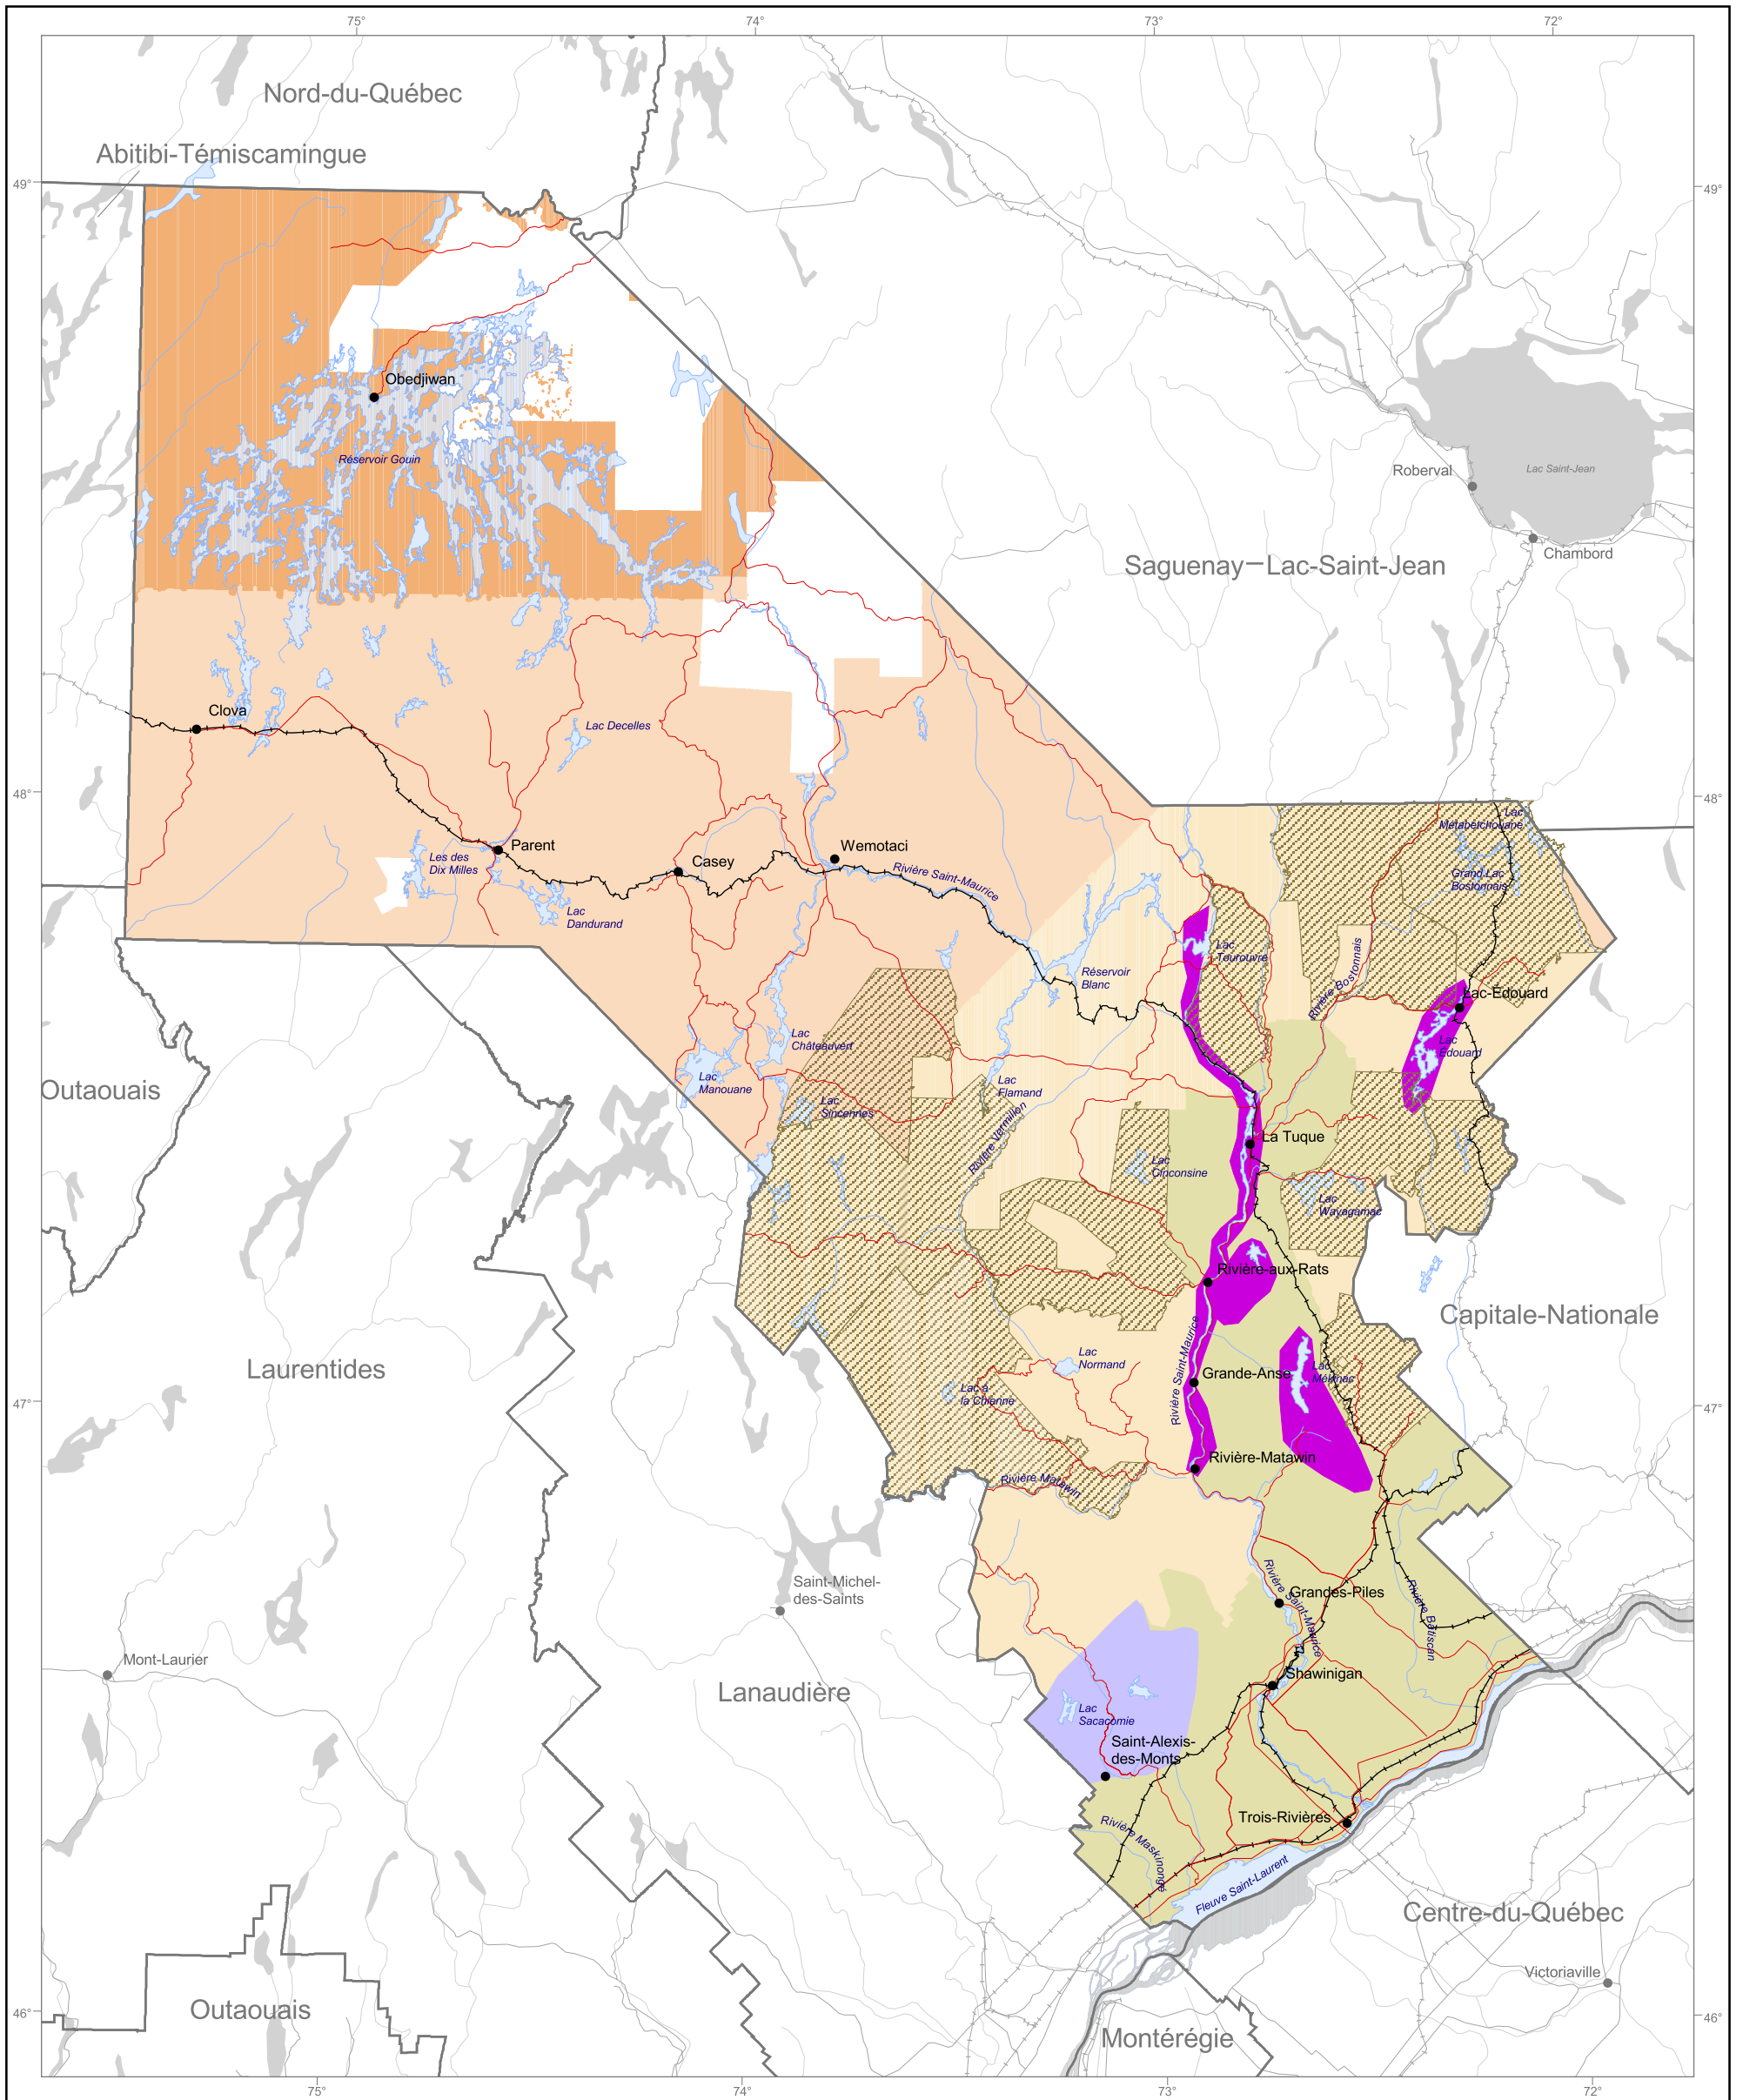 75°
74°
73°
72°
Nord-du-Québec
Abitibi-Témiscamingue
49°
49°
Obedjiwan
Réservoir Gouin
Roberval
Lac Saint-Jean
Chambord
Saguenay–Lac-Saint-Jean
Clova
Lac Decelles
48°
48°
Lac
Métabetchouane
Parent
Les des
Dix Milles
Casey
Wemotaci
Rivière Saint-Maurice
Grand Lac
Bostonnais
Lac
Dandurand
Lac
Tourouvre
Réservoir
Blanc
Rivière Bostonnais
Lac-Édouard
Lac
Édouard
Lac
Châteauvert
Lac
Manouane
Lac
Flamand
Lac
Sincennes
Rivière Vermillon
Outaouais
La Tuque
Lac
Cinconsine
Lac
Wayagamac
Rivière-aux-Rats
Capitale-Nationale
Rivière Saint-Maurice
Lac
Normand
Lac
Mékinac
Grande-Anse
Laurentides
Lac à
la Chienne
47°
47°
Rivière-Matawin
Rivière Matawin
Saint-Michel-
des-Saints
Rivière Saint-Maurice
Grandes-Piles
Rivière Batiscan
Mont-Laurier
Shawinigan
Lanaudière
Lac
Sacacomie
Saint-Alexis-
des-Monts
Trois-Rivières
Rivière Maskinongé
Fleuve Saint-Laurent
Centre-du-Québec
Victoriaville
Outaouais
46°
46°
Montérégie
75°
74°
73°
72°